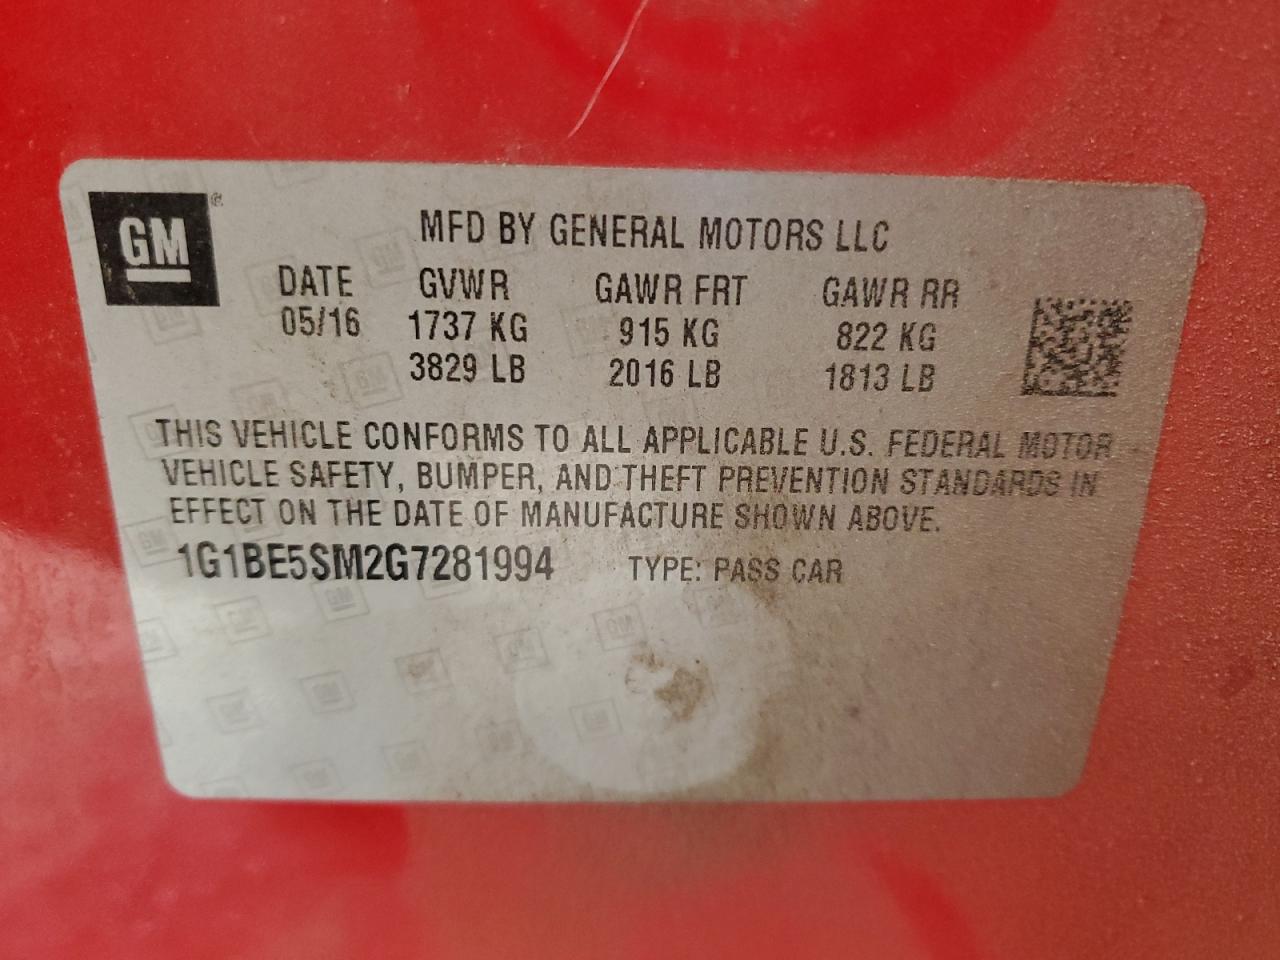 GM®
MFD BY GENERAL MOTORS LLC
DATE GVWR GAWR FRT GAWR RR
05/16 1737 KG 915 KG 822 KG
3829 LB 2016 LB 1813 LB
THIS VEHICLE CONFORMS TO ALL APPLICABLE U.S. FEDERAL MOTOR
VEHICLE SAFETY, BUMPER, AND THEFT PREVENTION STANDARDS IN
EFFECT ON THE DATE OF MANUFACTURE SHOWN ABOVE.
1G1BE5SM2G7281994 TYPE: PASS CAR